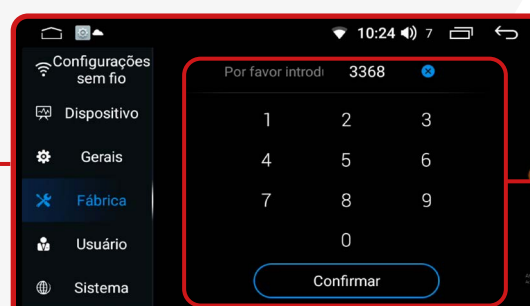 10:24 7
Configurações
sem fio
Dispositivo
Gerais
Fábrica
Usuário
Sistema
Por favor introdu 3368
1 2 3
4 5 6
7 8 9
0
Confirmar